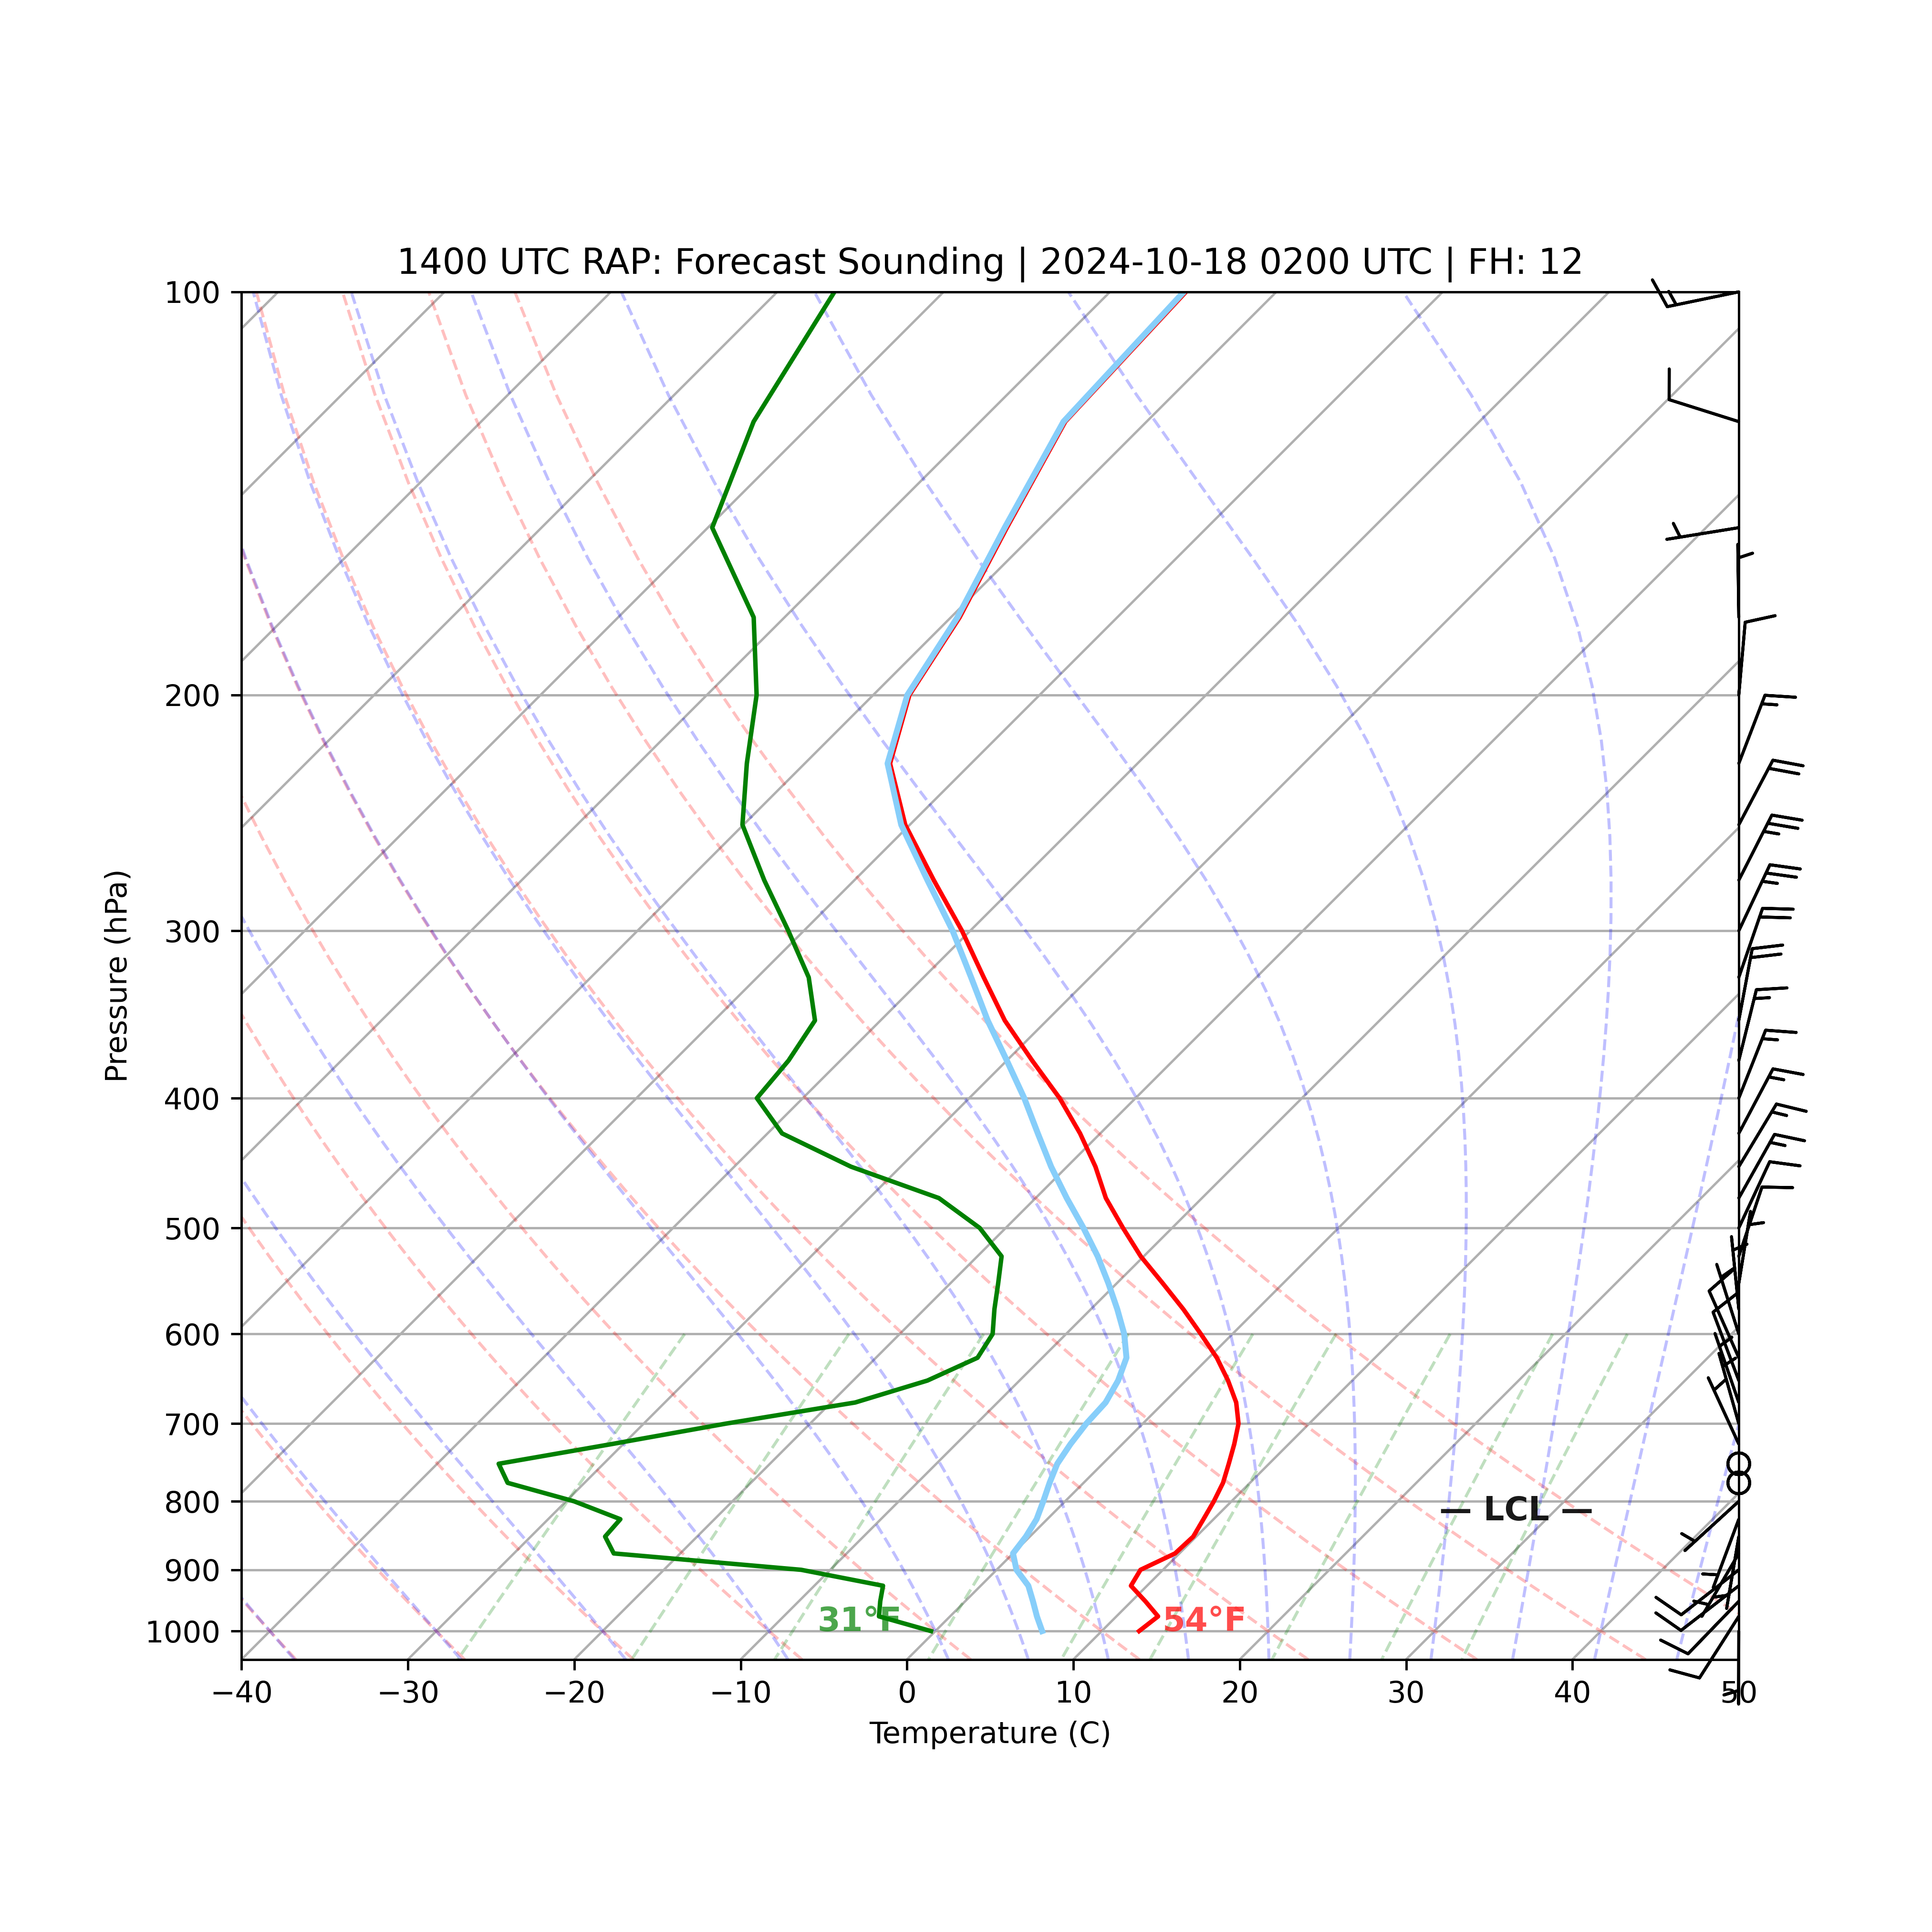 1400 UTC RAP: Forecast Sounding | 2024-10-18 0200 UTC | FH: 12
100
200
300
400
500
600
700
800
900
1000
Pressure (hPa)
— LCL —
31°F
54°F
−40 −30 −20 −10 0 10 20 30 40 50
Temperature (C)